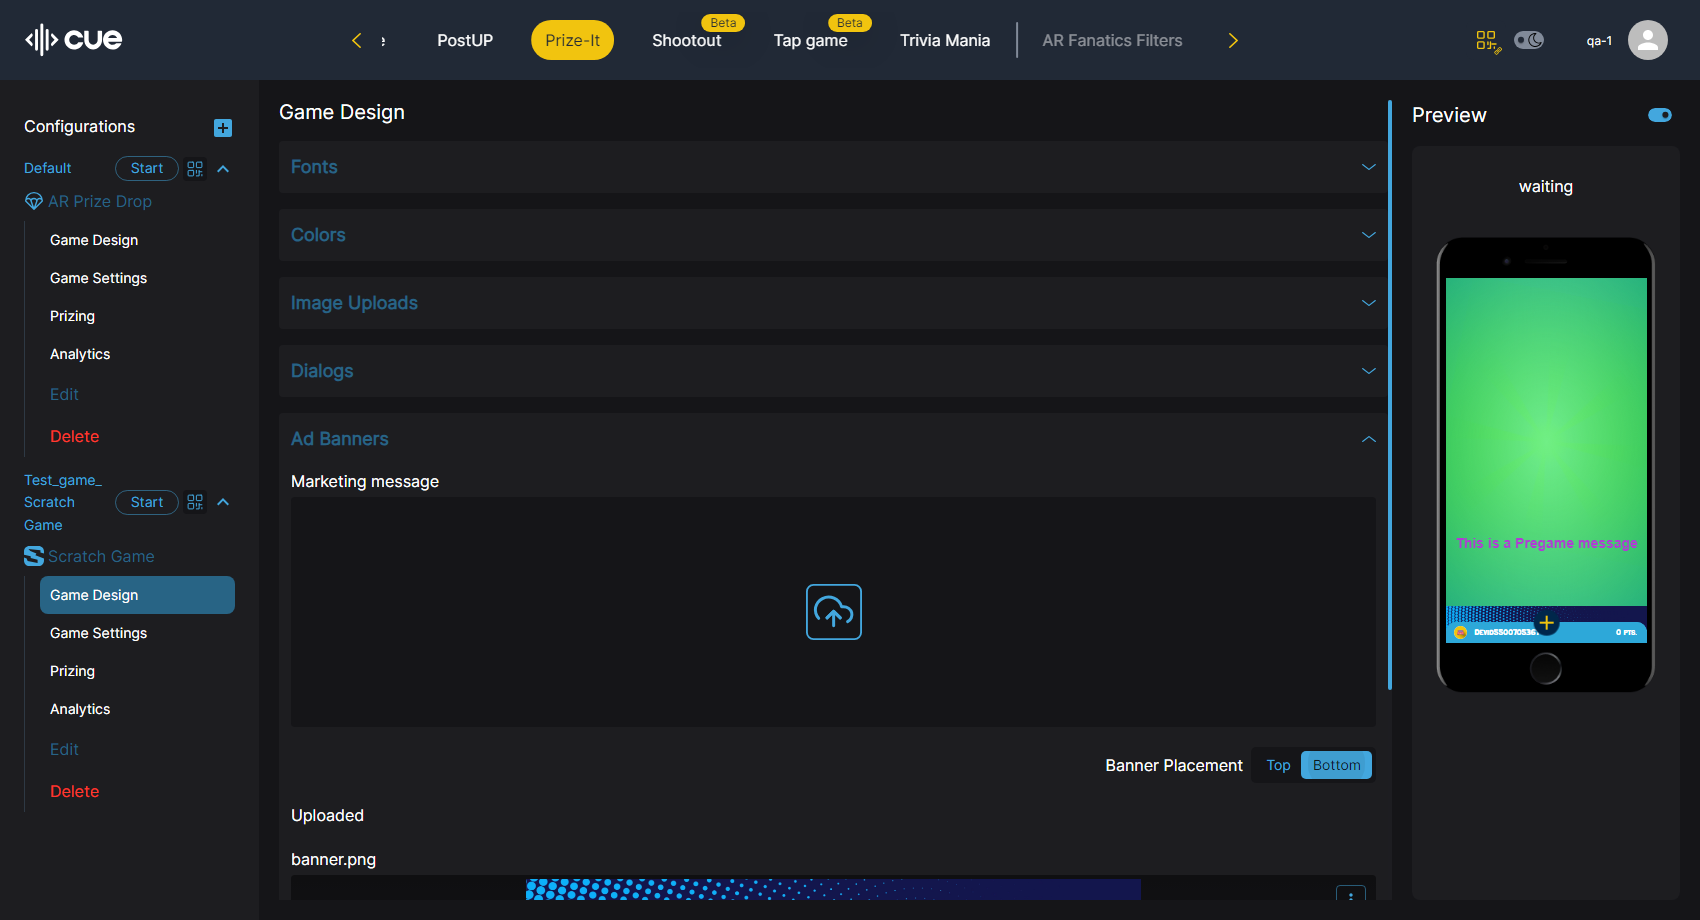 cue
PostUP
Prize-It
Beta
Shootout
Beta
Tap game
Trivia Mania
AR Fanatics Filters
qa-1
Configurations
Default
Start
AR Prize Drop
Game Design
Game Settings
Prizing
Analytics
Edit
Delete
Test_game_
Scratch
Game
Start
Scratch Game
Game Design
Game Settings
Prizing
Analytics
Edit
Delete
Game Design
Fonts
Colors
Image Uploads
Dialogs
Ad Banners
Marketing message
Banner Placement
Top
Bottom
Uploaded
banner.png
Preview
waiting
This is a Pregame message
0 PTS.